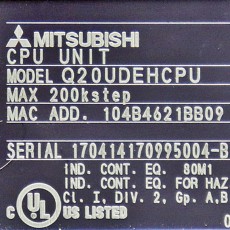 MITSUBISHI
CPU UNIT
MODEL Q20UDEHCPU
MAX 200kstep
MAC ADD. 104B4621BB09
SERIAL 170414170995004-B
IND. CONT. EQ. 80M1
IND. CONT. EQ. FOR HAZ
Cl. I, Div. 2, Gp. A,B
c UL US LISTED